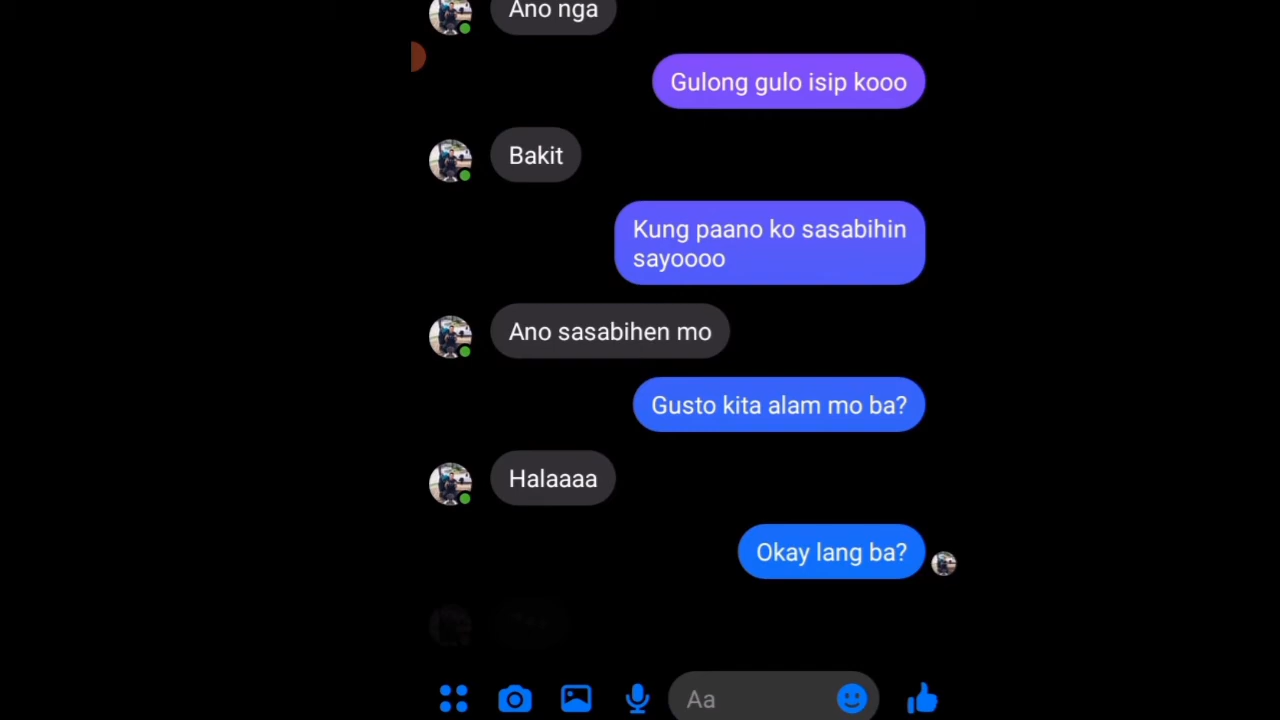 Ano nga
Gulong gulo isip kooo
Bakit
Kung paano ko sasabihin
sayoooo
Ano sasabihen mo
Gusto kita alam mo ba?
Halaaaa
Okay lang ba?
Aa